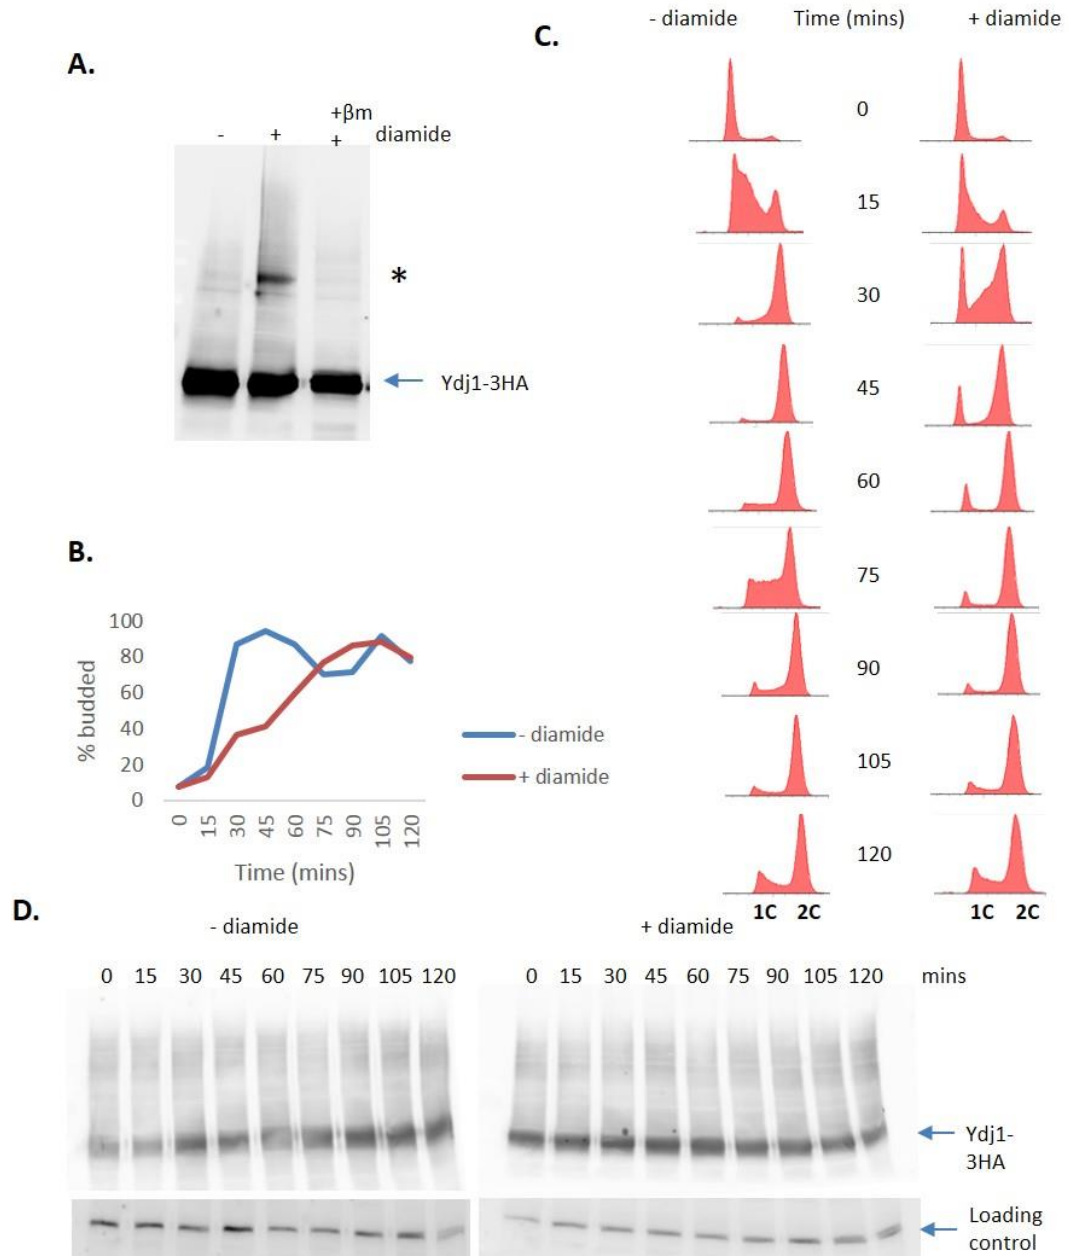 A.
+βm
- + + diamide
*
Ydj1-3HA
B.
100
80
60
40
20
0
% budded
0 15 30 45 60 75 90 105 120
Time (mins)
- diamide
+ diamide
C.
- diamide Time (mins) + diamide
0
15
30
45
60
75
90
105
120
1C 2C 1C 2C
D.
- diamide + diamide
0 15 30 45 60 75 90 105 120 0 15 30 45 60 75 90 105 120 mins
Ydj1-
3HA
Loading
control